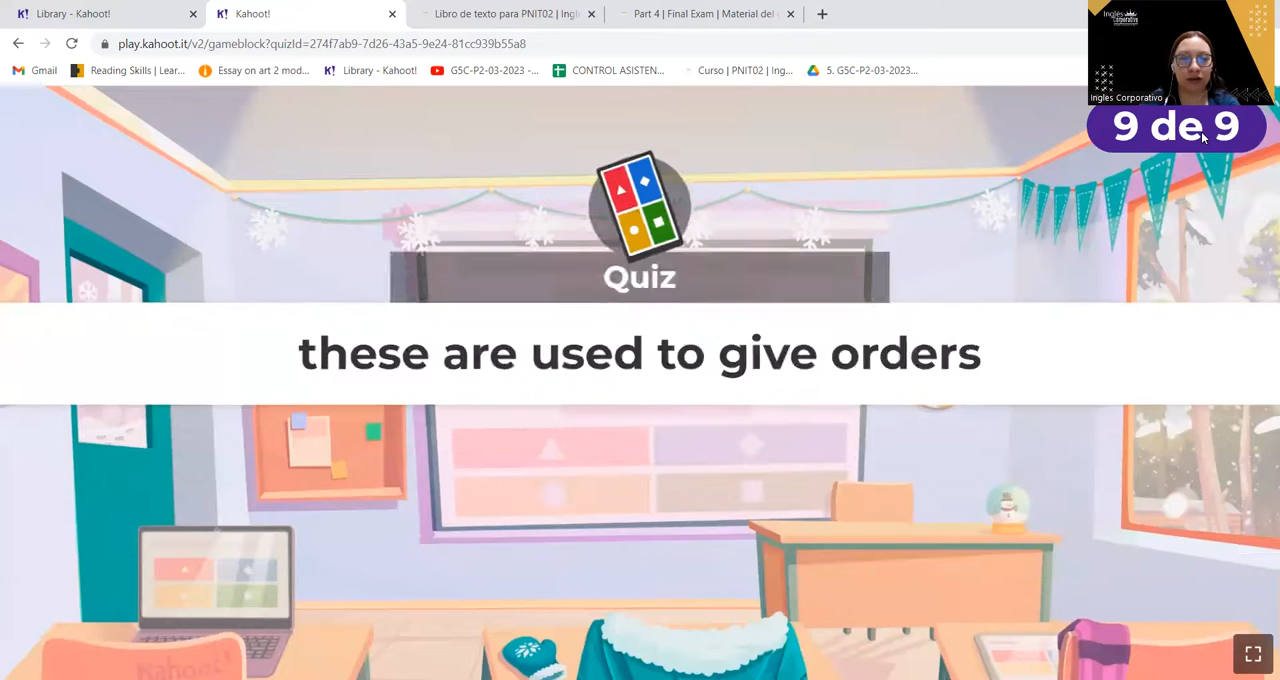 Library - Kahoot!
Kahoot!
Libro de texto para PNIT02 | Ingl
Part 4 | Final Exam | Material del
play.kahoot.it/v2/gameblock?quizId=274f7ab9-7d26-43a5-9e24-81cc939b55a8
Gmail
Reading Skills | Lear...
Essay on art 2 mod...
Library - Kahoot!
G5C-P2-03-2023 -...
CONTROL ASISTEN...
Curso | PNIT02 | Ing...
5. G5C-P2-03-2023...
Inglés
Corporativo
Ingles Corporativo
9 de 9
Quiz
these are used to give orders
Kahoot!